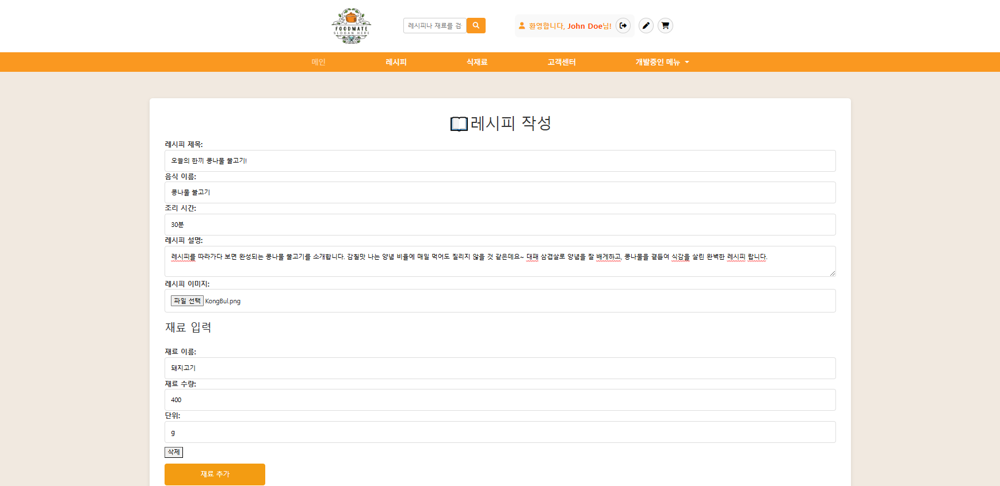 FOODMATE
SLOGAN HERE
레시피나 재료를 검
환영합니다, John Doe님!
메인 레시피 식재료 고객센터 개발중인 메뉴
레시피 작성
레시피 제목:
오늘의 한끼 콩나물 불고기!
음식 이름:
콩나물 불고기
조리 시간:
30분
레시피 설명:
레시피를 따라가다 보면 완성되는 콩나물 불고기를 소개합니다. 감칠맛 나는 양념 비율에 매일 먹어도 질리지 않을 것 같은데요~ 대패 삼겹살로 양념을 잘 배게하고, 콩나물을 곁들여 식감을 살린 완벽한 레시피 랍니다.
레시피 이미지:
파일 선택 KongBul.png
재료 입력
재료 이름:
돼지고기
재료 수량:
400
단위:
g
삭제
재료 추가